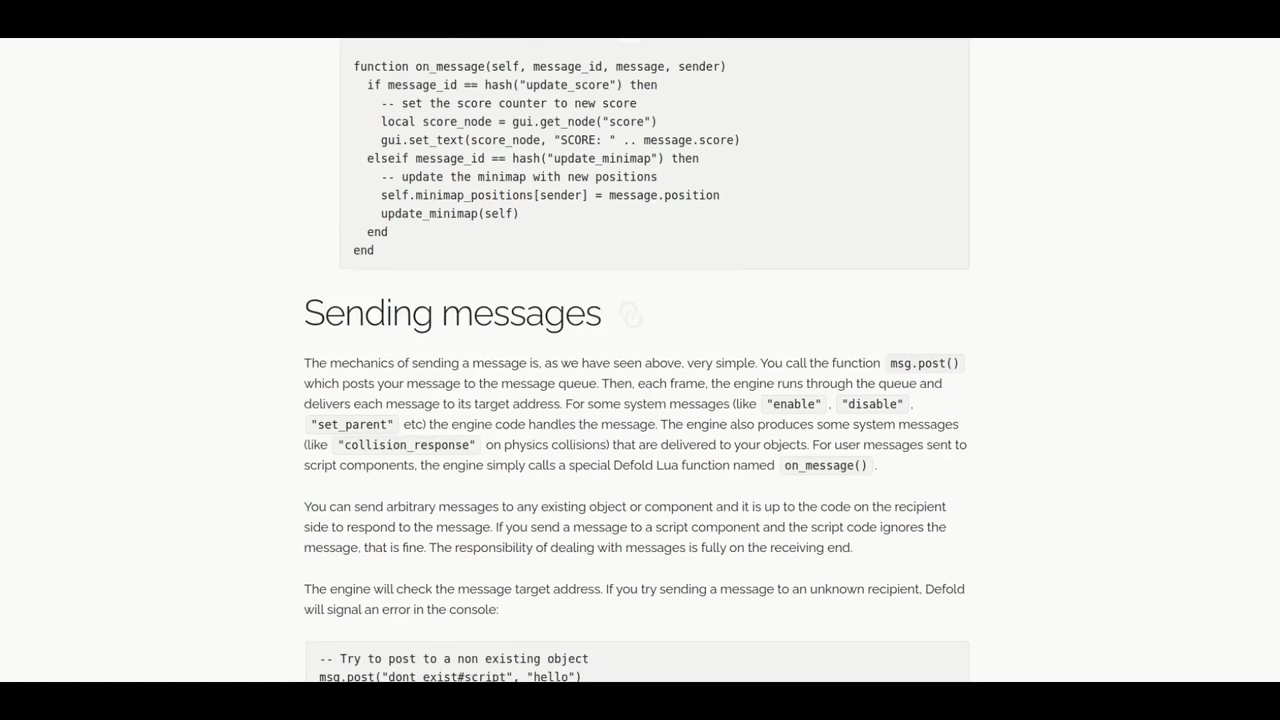 function on_message(self, message_id, message, sender)
if message_id == hash("update_score") then
-- set the score counter to new score
local score_node = gui.get_node("score")
gui.set_text(score_node, "SCORE: " .. message.score)
elseif message_id == hash("update_minimap") then
-- update the minimap with new positions
self.minimap_positions[sender] = message.position
update_minimap(self)
end
end
Sending messages
The mechanics of sending a message is, as we have seen above, very simple. You call the function msg.post()
which posts your message to the message queue. Then, each frame, the engine runs through the queue and
delivers each message to its target address. For some system messages (like "enable", "disable",
"set_parent" etc) the engine code handles the message. The engine also produces some system messages
(like "collision_response" on physics collisions) that are delivered to your objects. For user messages sent to
script components, the engine simply calls a special Defold Lua function named on_message().
You can send arbitrary messages to any existing object or component and it is up to the code on the recipient
side to respond to the message. If you send a message to a script component and the script code ignores the
message, that is fine. The responsibility of dealing with messages is fully on the receiving end.
The engine will check the message target address. If you try sending a message to an unknown recipient, Defold
will signal an error in the console:
-- Try to post to a non existing object
msg.post("dont_exist#script", "hello")